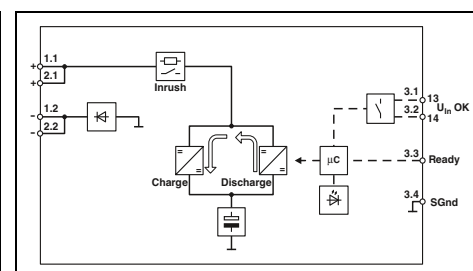 + 1.1
+ 2.1
Inrush
- 1.2
- 2.2
Charge
Discharge
µC
3.1 13
3.2 14
UIn OK
3.3 Ready
3.4 SGnd